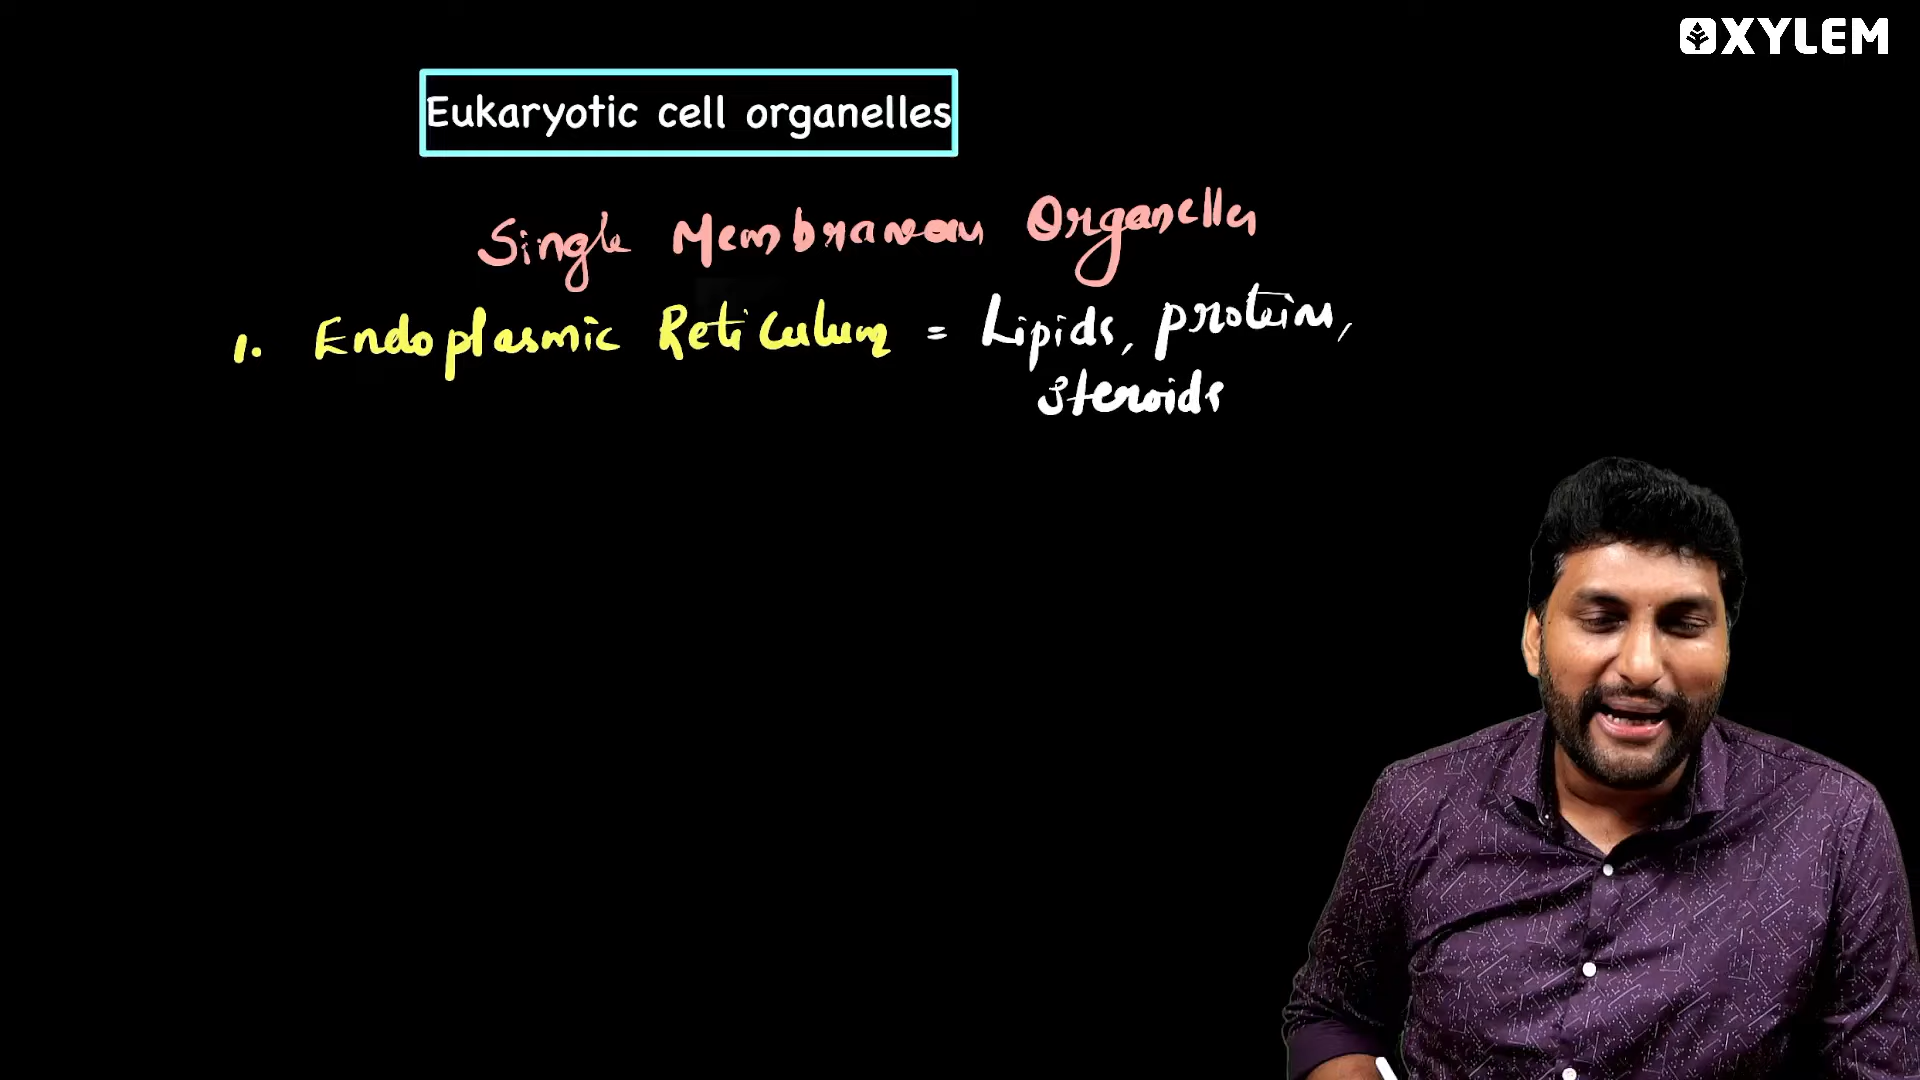 XYLEM
Eukaryotic cell organelles
Single Membranous Organelles
1. Endoplasmic Reticulum = Lipids, proteins,
steroids